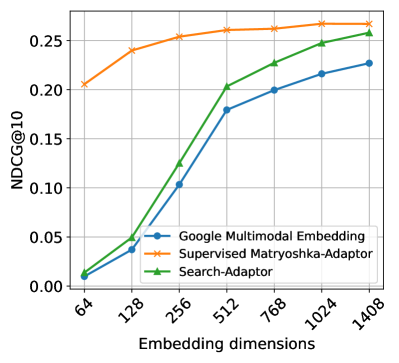 NDCG@10
0.25
0.20
0.15
0.10
0.05
0.00
Google Multimodal Embedding
Supervised Matryoshka-Adaptor
Search-Adaptor
64
128
256
512
768
1024
1408
Embedding dimensions